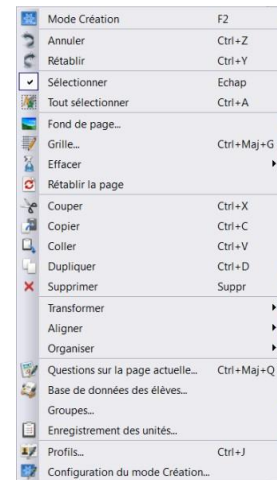 Mode Création F2
Annuler Ctrl+Z
Rétablir Ctrl+Y
Sélectionner Echap
Tout sélectionner Ctrl+A
Fond de page...
Grille... Ctrl+Maj+G
Effacer
Rétablir la page
Couper Ctrl+X
Copier Ctrl+C
Coller Ctrl+V
Dupliquer Ctrl+D
Supprimer Suppr
Transformer
Aligner
Organiser
Questions sur la page actuelle... Ctrl+Maj+Q
Base de données des élèves...
Groupes...
Enregistrement des unités...
Profils... Ctrl+J
Configuration du mode Création...